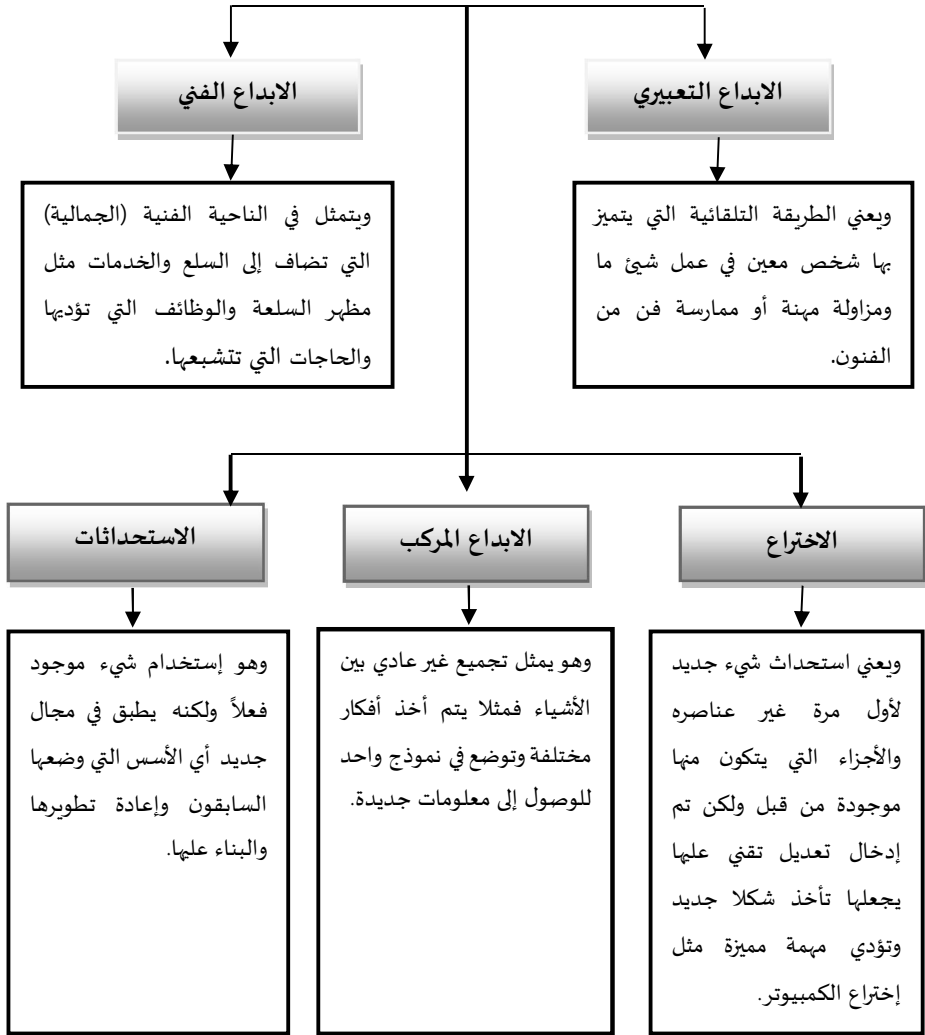 الابداع التعبيري
الابداع الفني
ويعني الطريقة التلقائية التي يتميز
بها شخص معين في عمل شيئ ما
ومزاولة مهنة أو ممارسة فن من
الفنون.
ويتمثل في الناحية الفنية (الجمالية)
التي تضاف إلى السلع والخدمات مثل
مظهر السلعة والوظائف التي تؤديها
والحاجات التي تتشبعها.
الاختراع
الابداع المركب
الاستحداثات
ويعني استحداث شيء جديد
لأول مرة غير عناصره
والأجزاء التي يتكون منها
موجودة من قبل ولكن تم
إدخال تعديل تقني عليها
يجعلها تأخذ شكلا جديد
وتؤدي مهمة مميزة مثل
إختراع الكمبيوتر.
وهو يمثل تجميع غير عادي بين
الأشياء فمثلا يتم أخذ أفكار
مختلفة وتوضع في نموذج واحد
للوصول إلى معلومات جديدة.
وهو إستخدام شيء موجود
فعلاً ولكنه يطبق في مجال
جديد أي الأسس التي وضعها
السابقون وإعادة تطويرها
والبناء عليها.